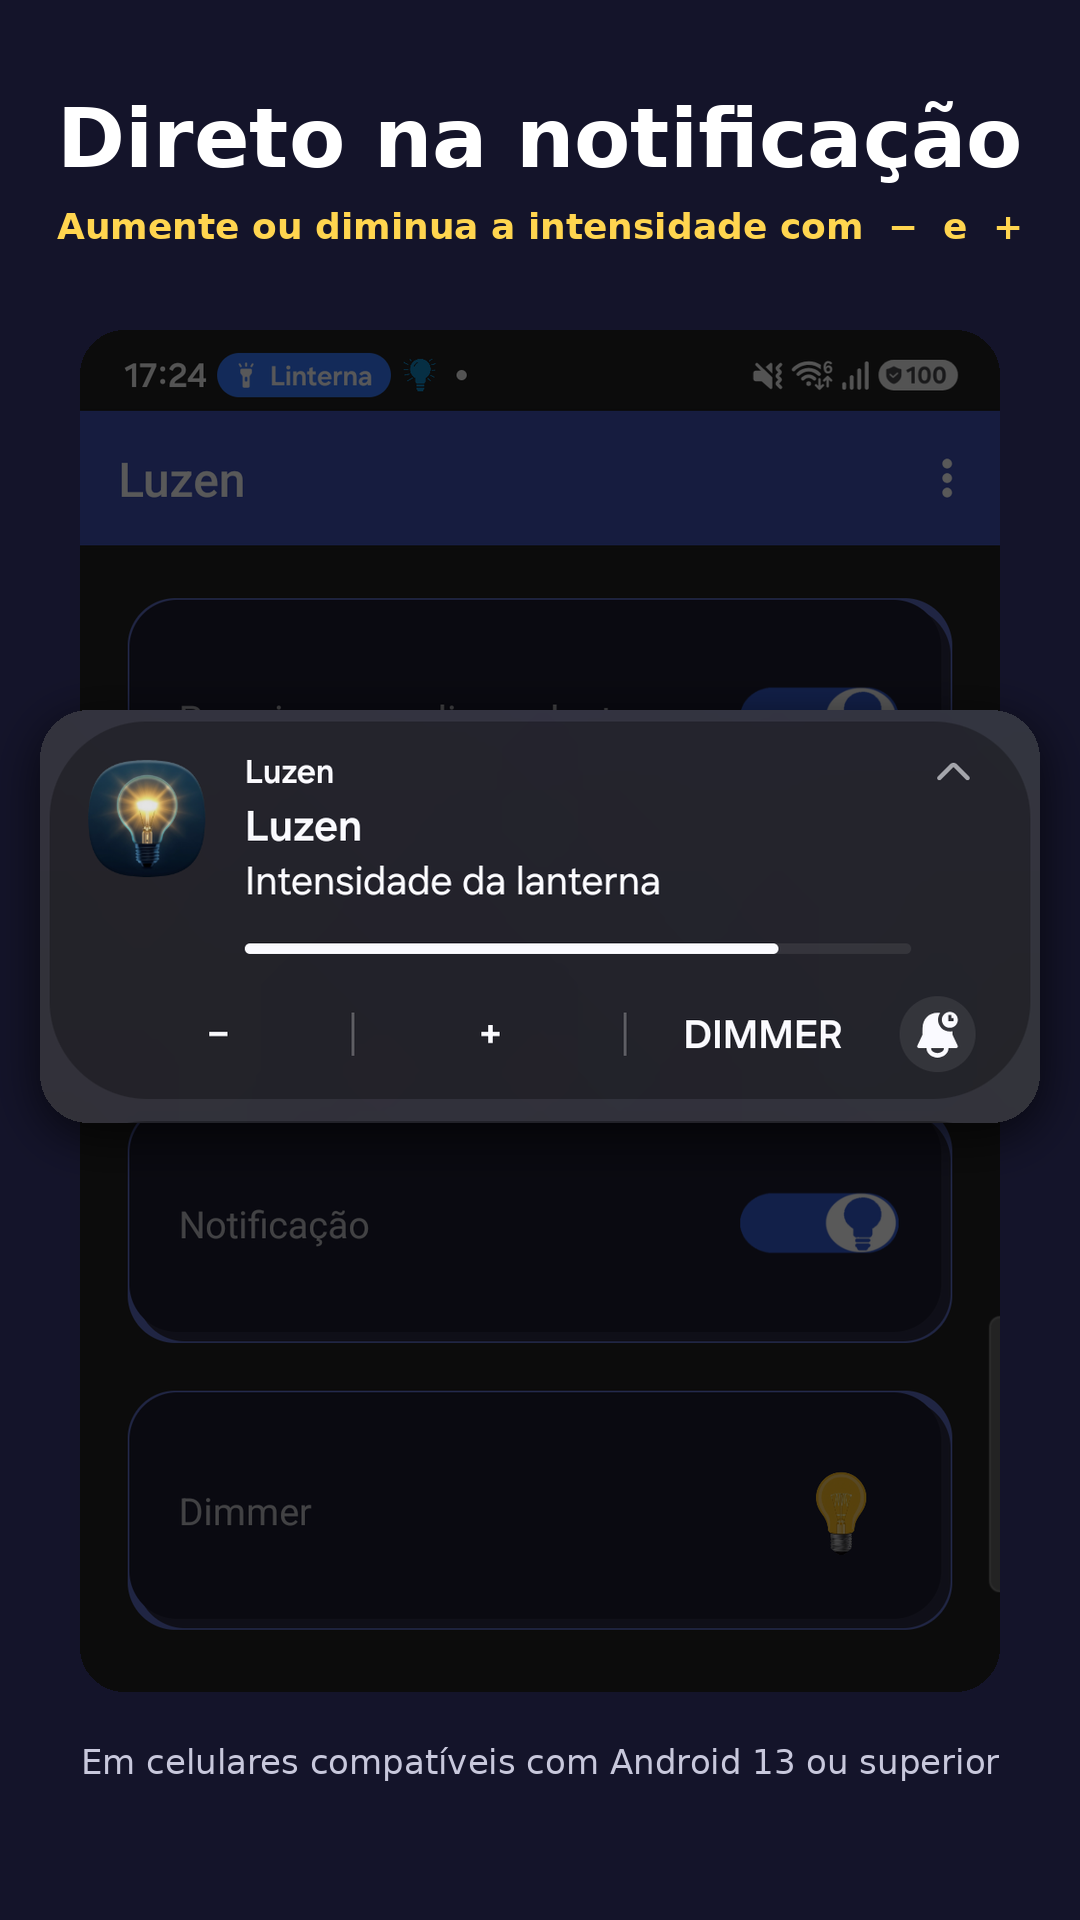 Direto na notificação
Aumente ou diminua a intensidade com − e +
17:24 Linterna 6 100
Luzen
Luzen
Luzen
Intensidade da lanterna
− + DIMMER
Notificação
Dimmer
Em celulares compatíveis com Android 13 ou superior